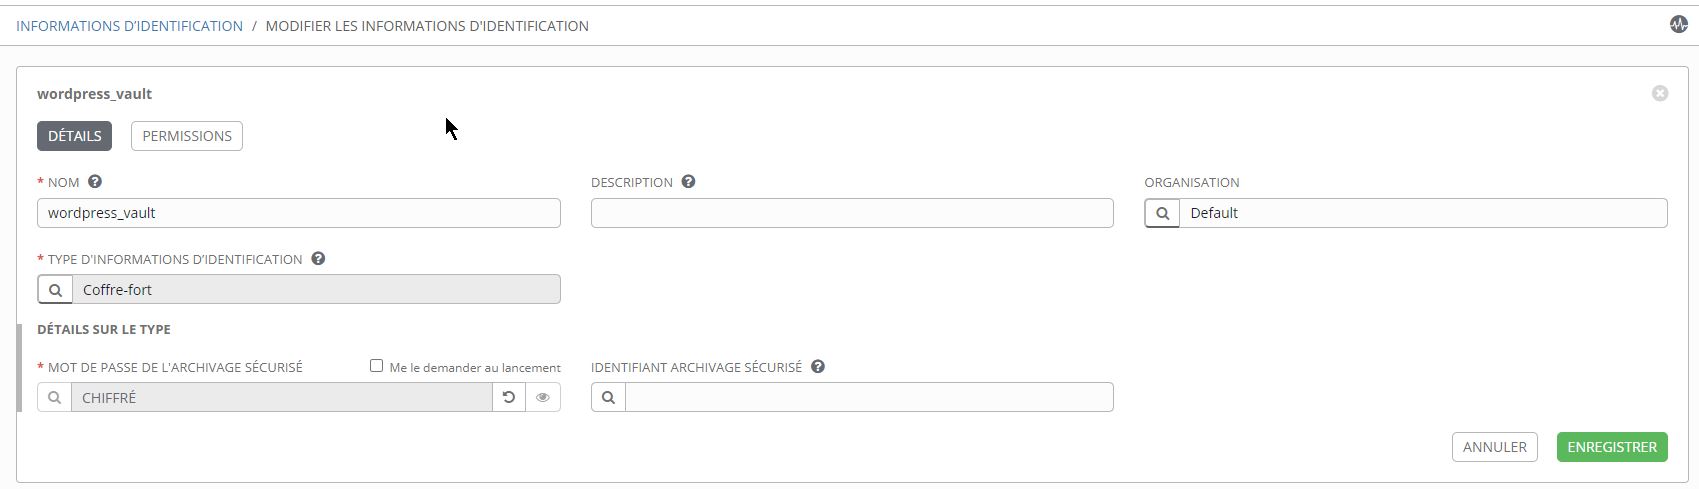 INFORMATIONS D’IDENTIFICATION / MODIFIER LES INFORMATIONS D'IDENTIFICATION
wordpress_vault
DÉTAILS PERMISSIONS
* NOM DESCRIPTION ORGANISATION
wordpress_vault Default
* TYPE D'INFORMATIONS D’IDENTIFICATION
Coffre-fort
DÉTAILS SUR LE TYPE
* MOT DE PASSE DE L'ARCHIVAGE SÉCURISÉ Me le demander au lancement IDENTIFIANT ARCHIVAGE SÉCURISÉ
CHIFFRÉ
ANNULER ENREGISTRER